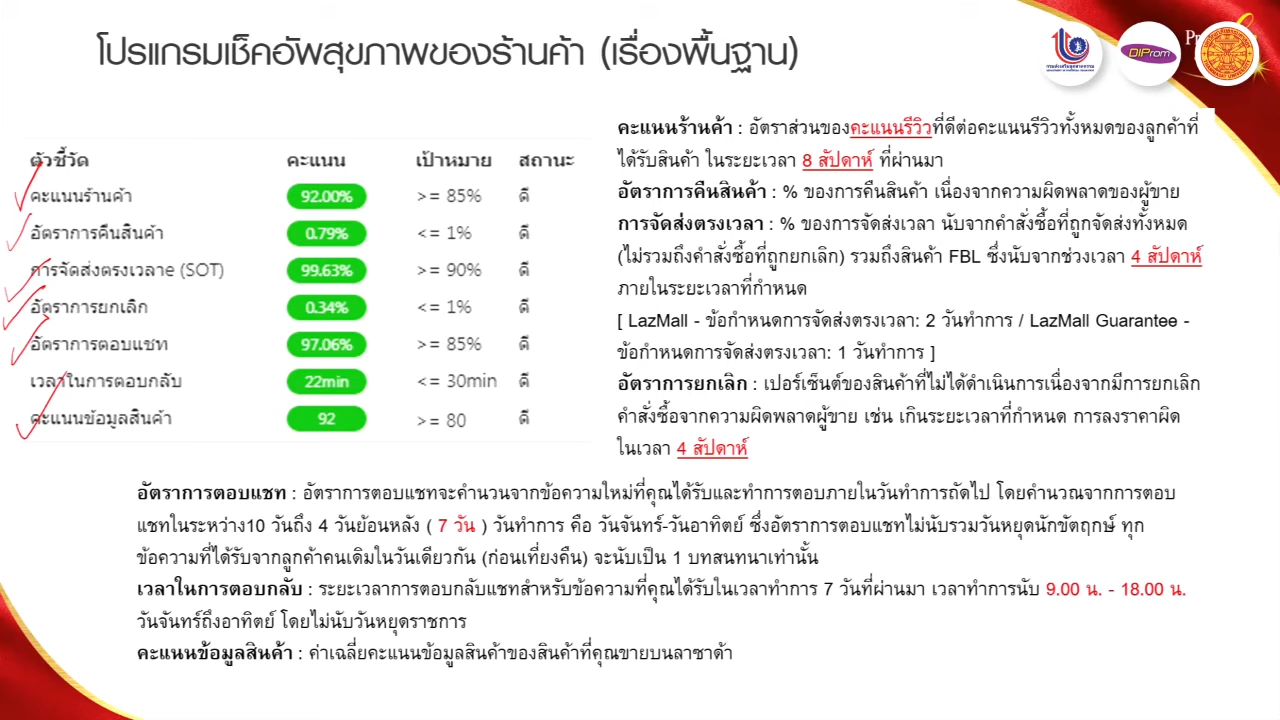 โปรแกรมเช็คอัพสุขภาพของร้านค้า (เรื่องพื้นฐาน)
DIProm
ตัวชี้วัด คะแนน เป้าหมาย สถานะ
คะแนนร้านค้า 92.00% >= 85% ดี
อัตราการคืนสินค้า 0.79% <= 1% ดี
การจัดส่งตรงเวลาe (SOT) 99.63% >= 90% ดี
อัตราการยกเลิก 0.34% <= 1% ดี
อัตราการตอบแชท 97.06% >= 85% ดี
เวลาในการตอบกลับ 22min <= 30min ดี
คะแนนข้อมูลสินค้า 92 >= 80 ดี
คะแนนร้านค้า : อัตราส่วนของคะแนนรีวิวที่ดีต่อคะแนนรีวิวทั้งหมดของลูกค้าที่
ได้รับสินค้า ในระยะเวลา 8 สัปดาห์ ที่ผ่านมา
อัตราการคืนสินค้า : % ของการคืนสินค้า เนื่องจากความผิดพลาดของผู้ขาย
การจัดส่งตรงเวลา : % ของการจัดส่งเวลา นับจากคำสั่งซื้อที่ถูกจัดส่งทั้งหมด
(ไม่รวมถึงคำสั่งซื้อที่ถูกยกเลิก) รวมถึงสินค้า FBL ซึ่งนับจากช่วงเวลา 4 สัปดาห์
ภายในระยะเวลาที่กำหนด
[ LazMall - ข้อกำหนดการจัดส่งตรงเวลา: 2 วันทำการ / LazMall Guarantee -
ข้อกำหนดการจัดส่งตรงเวลา: 1 วันทำการ ]
อัตราการยกเลิก : เปอร์เซ็นต์ของสินค้าที่ไม่ได้ดำเนินการเนื่องจากมีการยกเลิก
คำสั่งซื้อจากความผิดพลาดผู้ขาย เช่น เกินระยะเวลาที่กำหนด การลงราคาผิด
ในเวลา 4 สัปดาห์
อัตราการตอบแชท : อัตราการตอบแชทจะคำนวนจากข้อความใหม่ที่คุณได้รับและทำการตอบภายในวันทำการถัดไป โดยคำนวณจากการตอบ
แชทในระหว่าง10 วันถึง 4 วันย้อนหลัง ( 7 วัน ) วันทำการ คือ วันจันทร์-วันอาทิตย์ ซึ่งอัตราการตอบแชทไม่นับรวมวันหยุดนักขัตฤกษ์ ทุก
ข้อความที่ได้รับจากลูกค้าคนเดิมในวันเดียวกัน (ก่อนเที่ยงคืน) จะนับเป็น 1 บทสนทนาเท่านั้น
เวลาในการตอบกลับ : ระยะเวลาการตอบกลับแชทสำหรับข้อความที่คุณได้รับในเวลาทำการ 7 วันที่ผ่านมา เวลาทำการนับ 9.00 น. - 18.00 น.
วันจันทร์ถึงอาทิตย์ โดยไม่นับวันหยุดราชการ
คะแนนข้อมูลสินค้า : ค่าเฉลี่ยคะแนนข้อมูลสินค้าของสินค้าที่คุณขายบนลาซาด้า